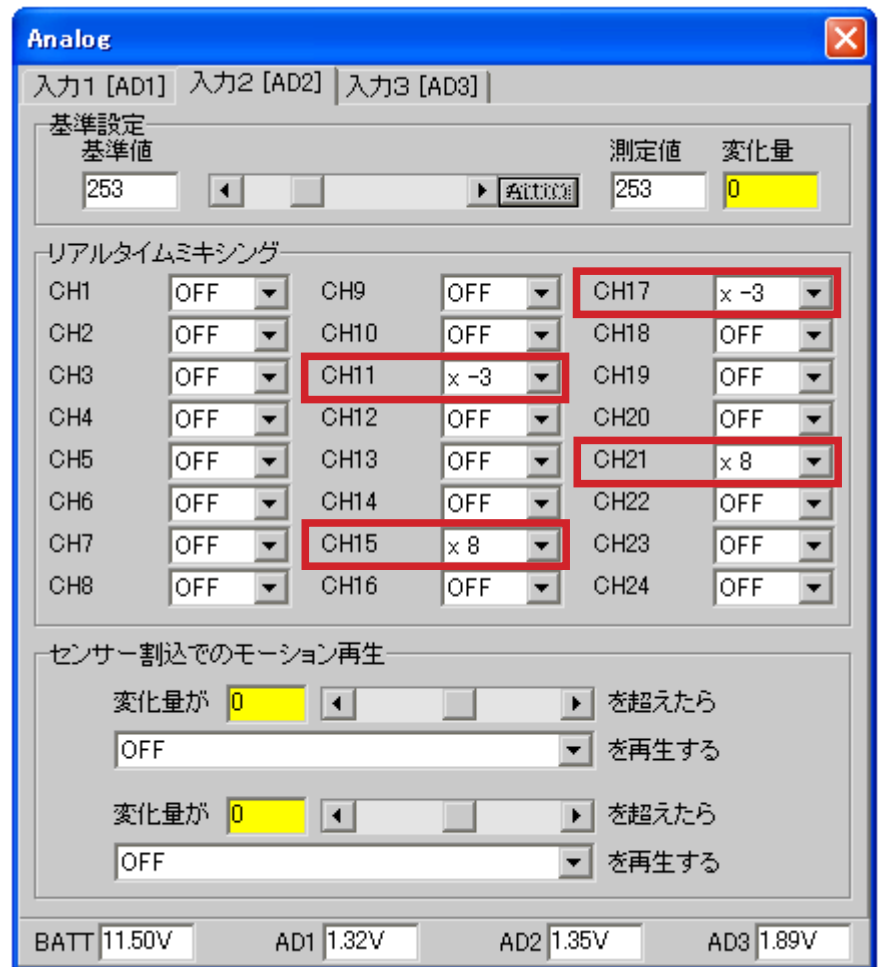 Analog
入力1 [AD1] 入力2 [AD2] 入力3 [AD3]
基準設定
基準値 測定値 変化量
253 Action 253 0
リアルタイムミキシング
CH1 OFF CH9 OFF CH17 x -3
CH2 OFF CH10 OFF CH18 OFF
CH3 OFF CH11 x -3 CH19 OFF
CH4 OFF CH12 OFF CH20 OFF
CH5 OFF CH13 OFF CH21 x 8
CH6 OFF CH14 OFF CH22 OFF
CH7 OFF CH15 x 8 CH23 OFF
CH8 OFF CH16 OFF CH24 OFF
センサー割込でのモーション再生
変化量が 0 を超えたら
OFF を再生する
変化量が 0 を超えたら
OFF を再生する
BATT 11.50V AD1 1.32V AD2 1.35V AD3 1.89V